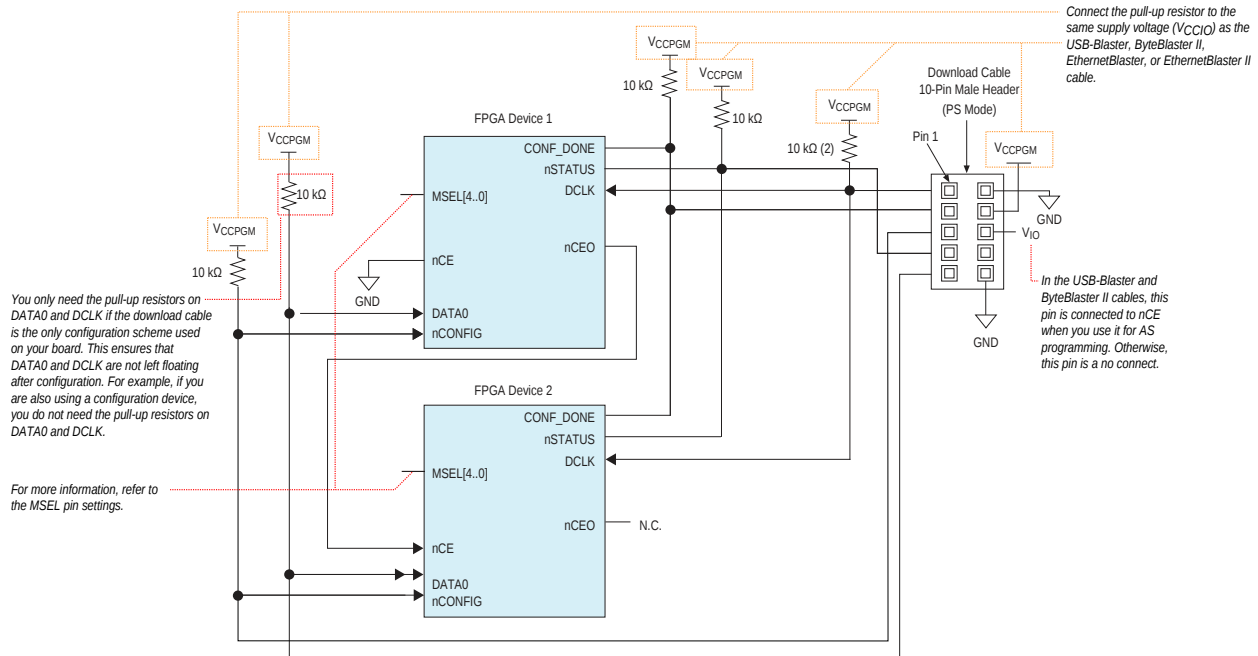 Connect the pull-up resistor to the
same supply voltage (VCCIO) as the
USB-Blaster, ByteBlaster II,
EthernetBlaster, or EthernetBlaster II
cable.
VCCPGM
10 kΩ
VCCPGM
10 kΩ
VCCPGM
10 kΩ (2)
Download Cable
10-Pin Male Header
(PS Mode)
Pin 1
VCCPGM
GND
VIO
GND
In the USB-Blaster and
ByteBlaster II cables, this
pin is connected to nCE
when you use it for AS
programming. Otherwise,
this pin is a no connect.
VCCPGM
10 kΩ
VCCPGM
10 kΩ
You only need the pull-up resistors on
DATA0 and DCLK if the download cable
is the only configuration scheme used
on your board. This ensures that
DATA0 and DCLK are not left floating
after configuration. For example, if you
are also using a configuration device,
you do not need the pull-up resistors on
DATA0 and DCLK.
For more information, refer to
the MSEL pin settings.
FPGA Device 1
CONF_DONE
nSTATUS
DCLK
MSEL[4..0]
nCEO
nCE
GND
DATA0
nCONFIG
FPGA Device 2
CONF_DONE
nSTATUS
DCLK
MSEL[4..0]
nCEO
N.C.
nCE
DATA0
nCONFIG